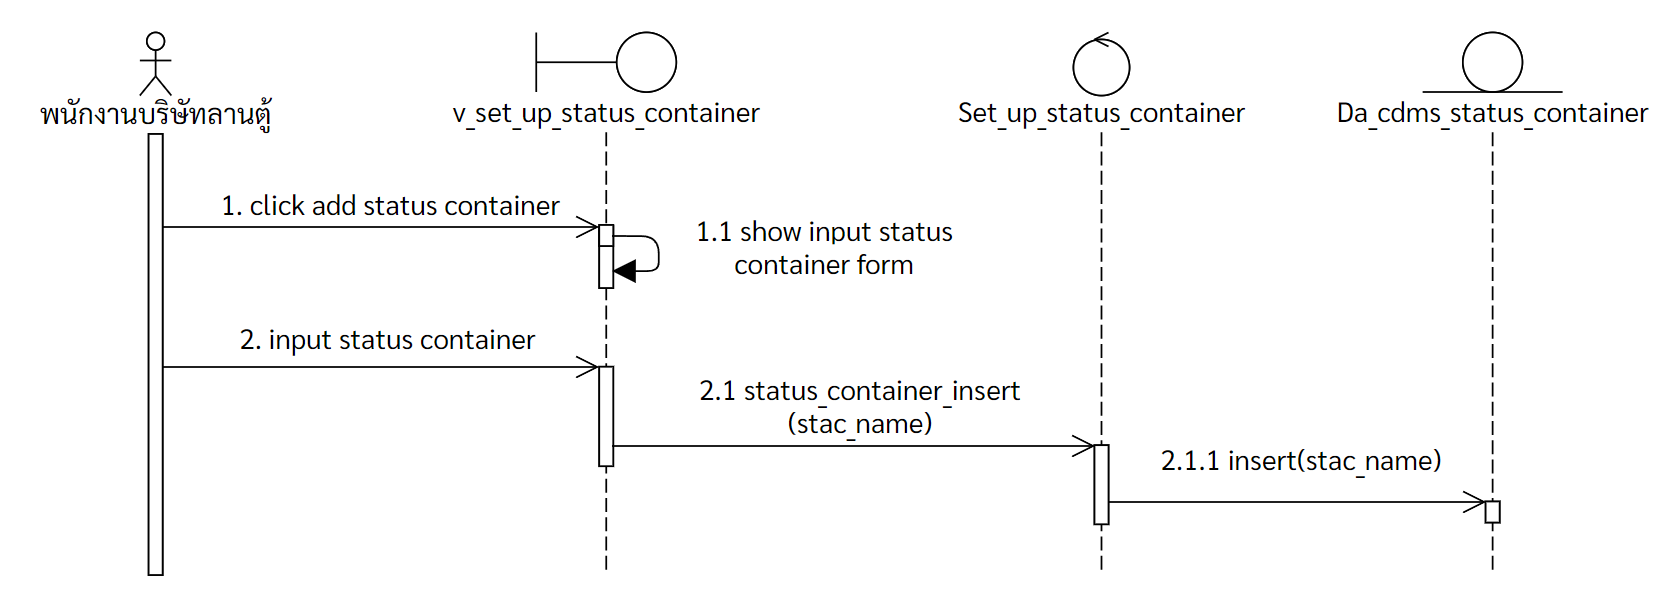 พนักงานบริษัทลานตู้
v_set_up_status_container
Set_up_status_container
Da_cdms_status_container
1. click add status container
1.1 show input status
container form
2. input status container
2.1 status_container_insert
(stac_name)
2.1.1 insert(stac_name)